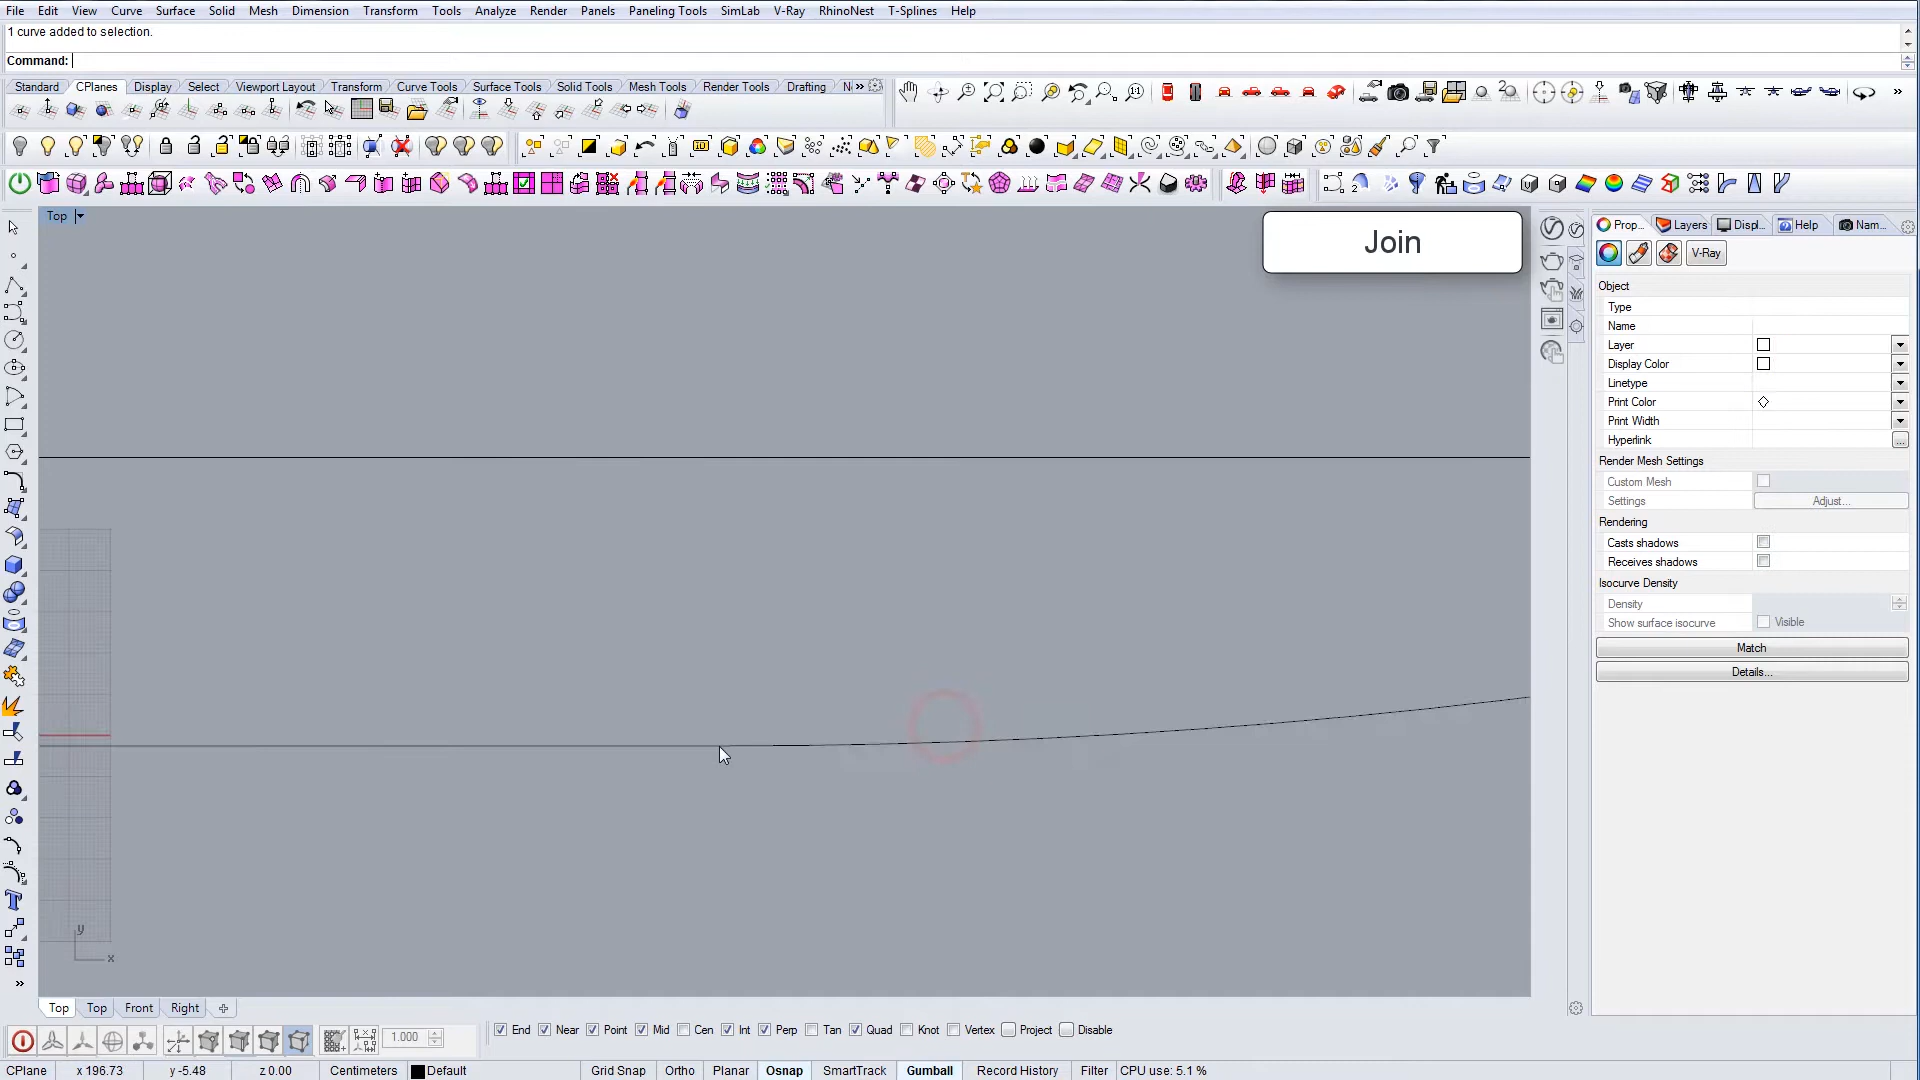 File Edit View Curve Surface Solid Mesh Dimension Transform Tools Analyze Render Panels Paneling Tools SimLab V-Ray RhinoNest T-Splines Help
1 curve added to selection.
Command:
Standard CPlanes Display Select Viewport Layout Transform Curve Tools Surface Tools Solid Tools Mesh Tools Render Tools Drafting
Top
Join
Prop... Layers Displ... Help Nam...
V-Ray
Object
Type
Name
Layer
Display Color
Linetype
Print Color
Print Width
Hyperlink ...
Render Mesh Settings
Custom Mesh
Settings Adjust...
Rendering
Casts shadows
Receives shadows
Isocurve Density
Density
Show surface isocurve Visible
Match
Details...
y
x
Top Top Front Right
1.000
End Near Point Mid Cen Int Perp Tan Quad Knot Vertex Project Disable
CPlane x 196.73 y -5.48 z 0.00 Centimeters Default Grid Snap Ortho Planar Osnap SmartTrack Gumball Record History Filter CPU use: 5.1 %